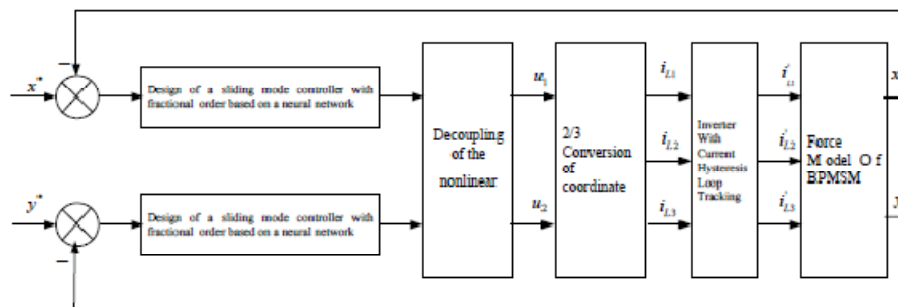 −
x*
Design of a sliding mode controller with
fractional order based on a neural network
Decoupling
of the
nonlinear
u1
2/3
Conversion
of
coordinate
iL1
iL2
iL3
Inverter
With
Current
Hysteresis
Loop
Trackiing
i'L1
i'L2
i'L3
Force
Model Of
BPMSM
x
y*
Design of a sliding mode controller with
fractional order based on a neural network
u2
−